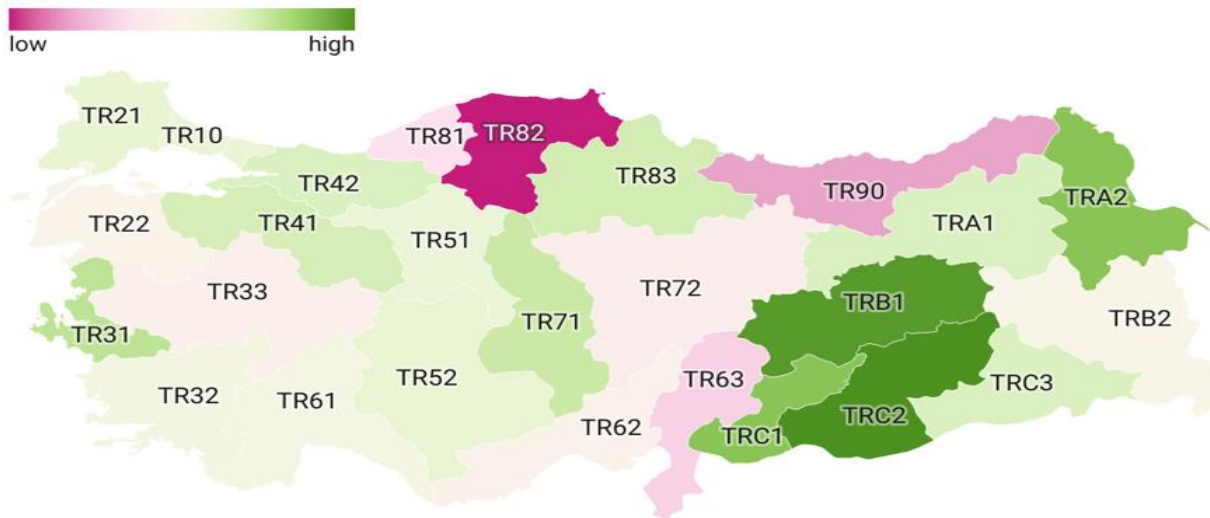 low high
TR21
TR10
TR81
TR82
TR42
TR83
TR90
TRA2
TR22
TR41
TR51
TRA1
TR33
TR72
TRB1
TRB2
TR31
TR71
TR32
TR61
TR52
TR63
TRC3
TR62
TRC1
TRC2